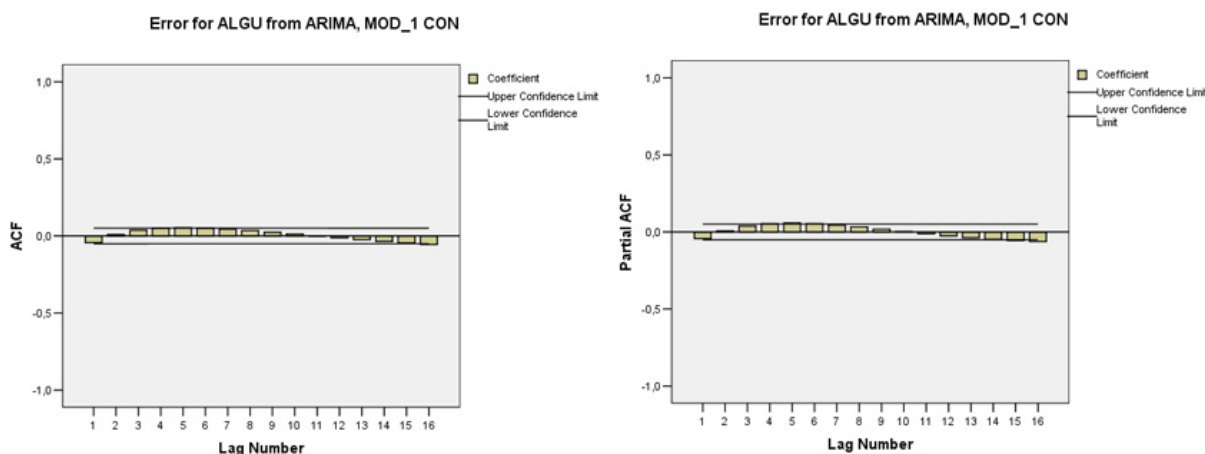 Error for ALGU from ARIMA, MOD_1 CON
Coefficient
Upper Confidence Limit
Lower Confidence
Limit
1,0
0,5
0,0
-0,5
-1,0
ACF
1 2 3 4 5 6 7 8 9 10 11 12 13 14 15 16
Lag Number
Error for ALGU from ARIMA, MOD_1 CON
Coefficient
Upper Confidence Limit
Lower Confidence
Limit
1,0
0,5
0,0
-0,5
-1,0
Partial ACF
1 2 3 4 5 6 7 8 9 10 11 12 13 14 15 16
Lag Number